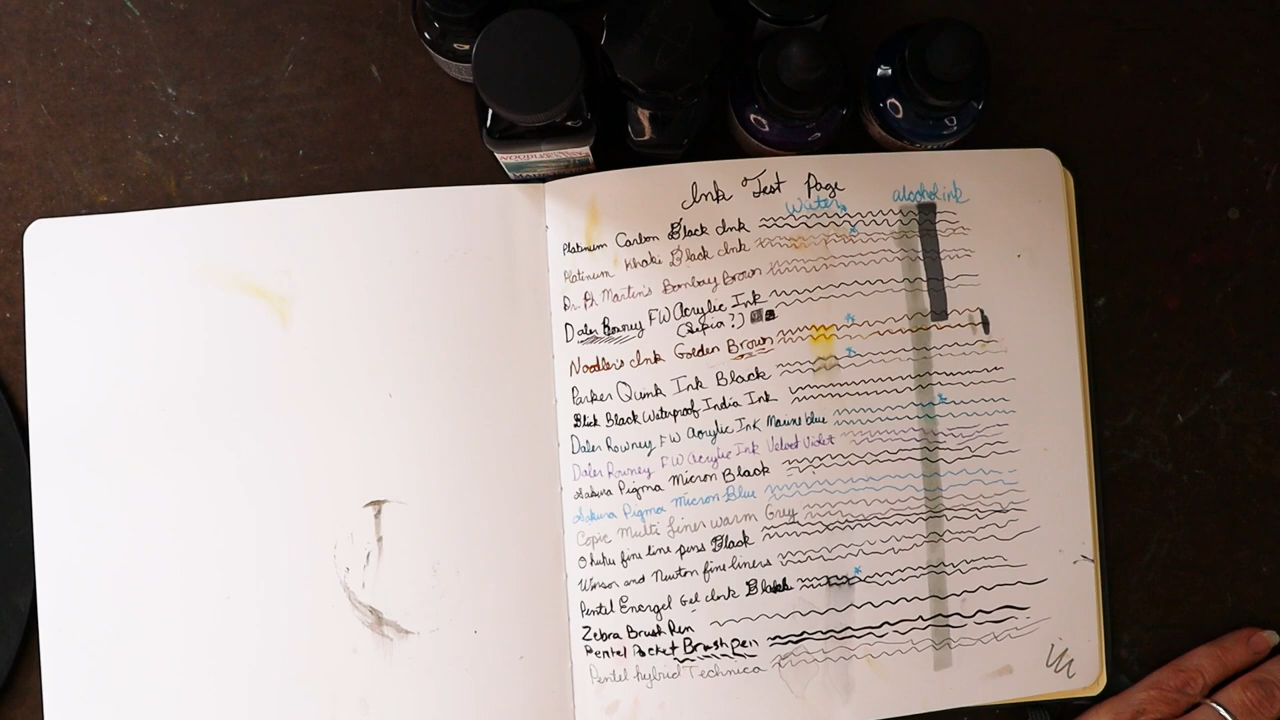 NOODLER'S INK
Ink Test Page
Water
alcohol ink
Platinum Carbon Black Ink
Platinum Khaki Black Ink
Dr. Ph Martin's Bombay Brown
Daler Rowney FW Acrylic Ink
(Sepia?)
Noodler's Ink Golden Brown
Parker Quink Ink Black
Blick Black Waterproof India Ink
Daler Rowney FW Acrylic Ink Marine blue
Daler Rowney FW Acrylic Ink Velvet Violet
Sakura Pigma Micron Black
Sakura Pigma Micron Blue
Copic Multi liner warm Grey
Ohuhu fine line pens Black
Winsor and Newton fine liners
Pentel Energel Gel Ink Black
Zebra Brush Pen
Pentel Pocket Brush pen
Pentel hybrid Technica